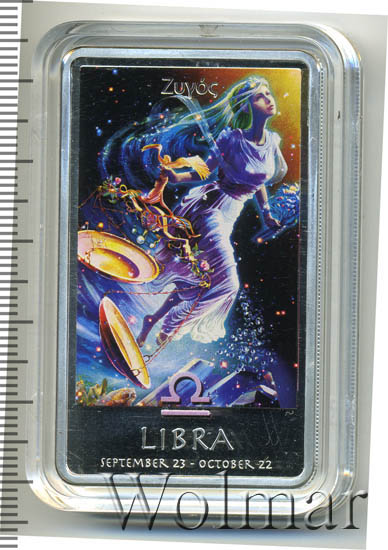 Ζυγός
♎
LIBRA
SEPTEMBER 23 - OCTOBER 22
Wolmar